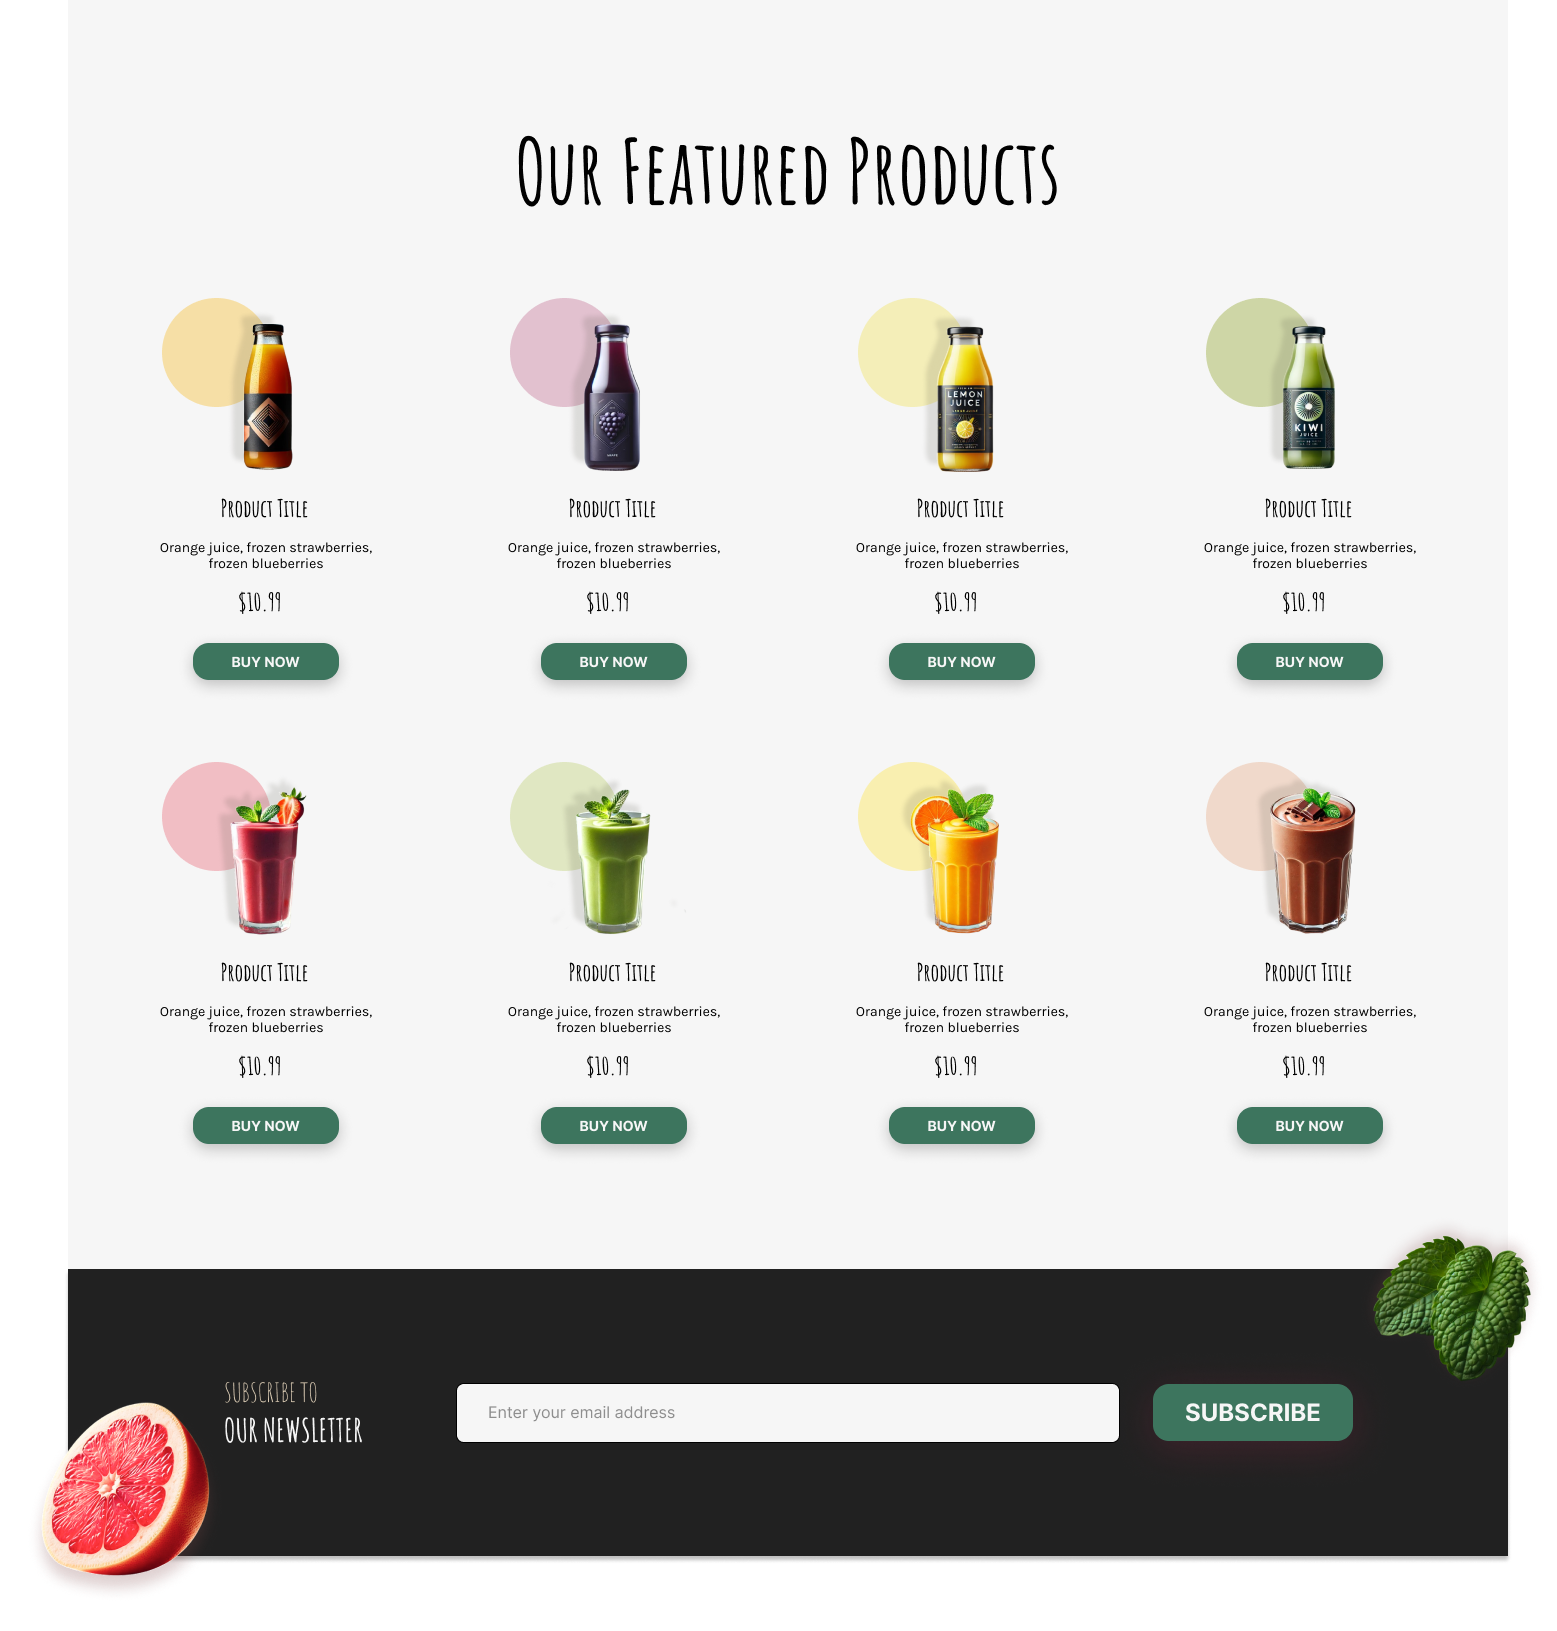 Our Featured Products
LEMON
JUICE
KIWI
JUICE
Product Title
Product Title
Product Title
Product Title
Orange juice, frozen strawberries,
frozen blueberries
Orange juice, frozen strawberries,
frozen blueberries
Orange juice, frozen strawberries,
frozen blueberries
Orange juice, frozen strawberries,
frozen blueberries
$10.99
$10.99
$10.99
$10.99
BUY NOW
BUY NOW
BUY NOW
BUY NOW
Product Title
Product Title
Product Title
Product Title
Orange juice, frozen strawberries,
frozen blueberries
Orange juice, frozen strawberries,
frozen blueberries
Orange juice, frozen strawberries,
frozen blueberries
Orange juice, frozen strawberries,
frozen blueberries
$10.99
$10.99
$10.99
$10.99
BUY NOW
BUY NOW
BUY NOW
BUY NOW
SUBSCRIBE TO
OUR NEWSLETTER
Enter your email address
SUBSCRIBE